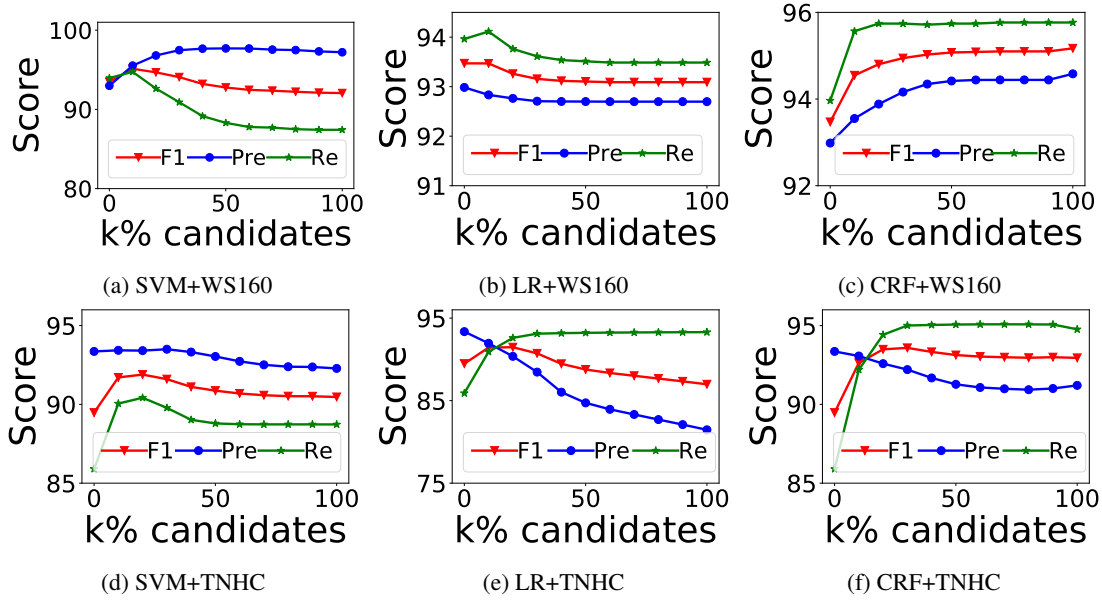 100
90
80
Score
F1 Pre Re
0 50 100
k% candidates
(a) SVM+WS160
94
93
92
91
Score
F1 Pre Re
0 50 100
k% candidates
(b) LR+WS160
96
94
92
Score
F1 Pre Re
0 50 100
k% candidates
(c) CRF+WS160
95
90
85
Score
F1 Pre Re
0 50 100
k% candidates
(d) SVM+TNHC
95
85
75
Score
F1 Pre Re
0 50 100
k% candidates
(e) LR+TNHC
95
90
85
Score
F1 Pre Re
0 50 100
k% candidates
(f) CRF+TNHC